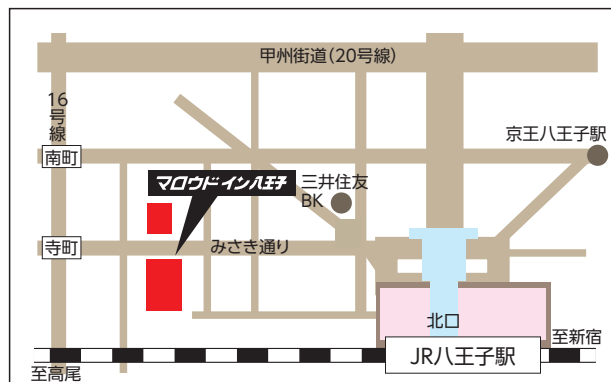 甲州街道(20号線)
16号線
京王八王子駅
南町
マロウドイン八王子
三井住友
BK
寺町
みさき通り
北口
至新宿
JR八王子駅
至高尾